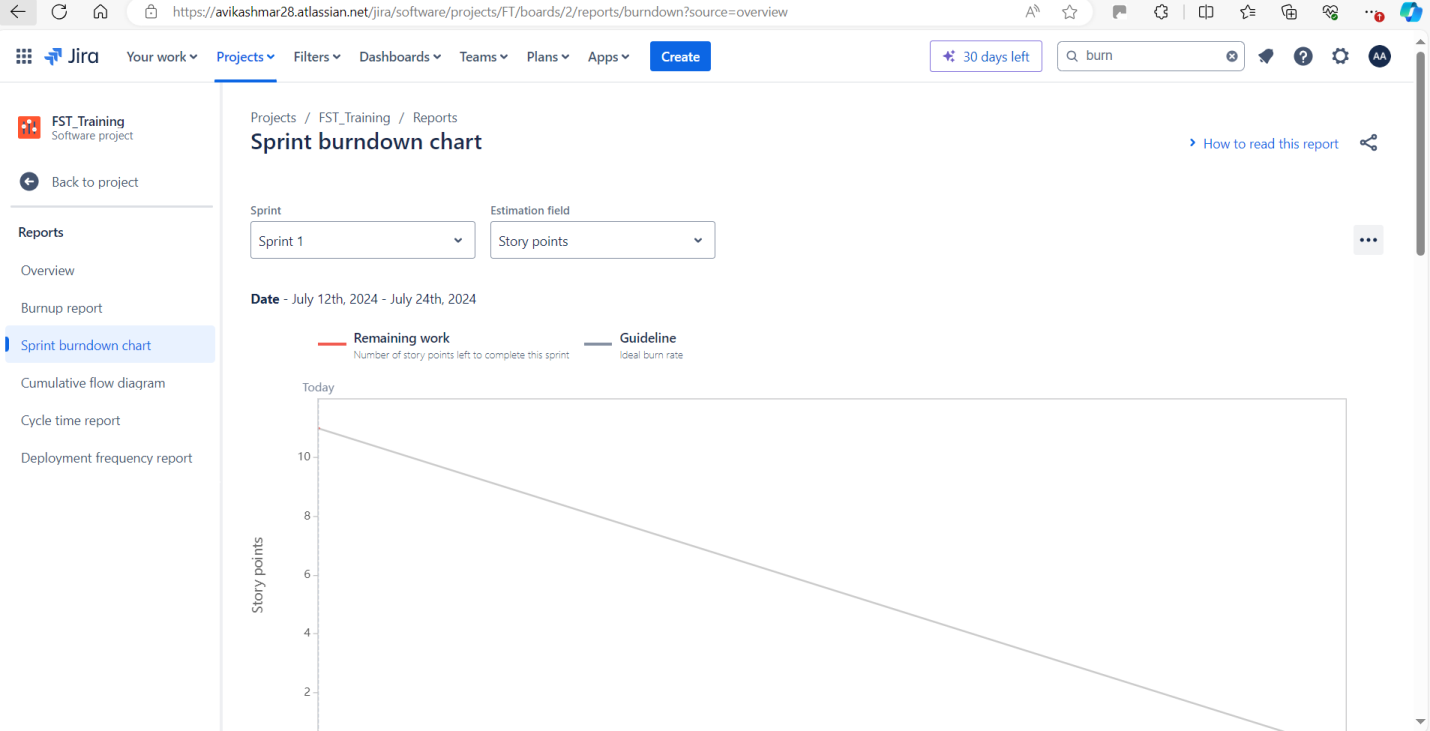 https://avikashmar28.atlassian.net/jira/software/projects/FT/boards/2/reports/burndown?source=overview
Jira Your work Projects Filters Dashboards Teams Plans Apps Create 30 days left burn AA
FST_Training
Software project
Back to project
Reports
Overview
Burnup report
Sprint burndown chart
Cumulative flow diagram
Cycle time report
Deployment frequency report
Projects / FST_Training / Reports
Sprint burndown chart
How to read this report
Sprint Estimation field
Sprint 1 Story points
Date - July 12th, 2024 - July 24th, 2024
Remaining work Guideline
Number of story points left to complete this sprint Ideal burn rate
Today
10
8
6
4
2
Story points